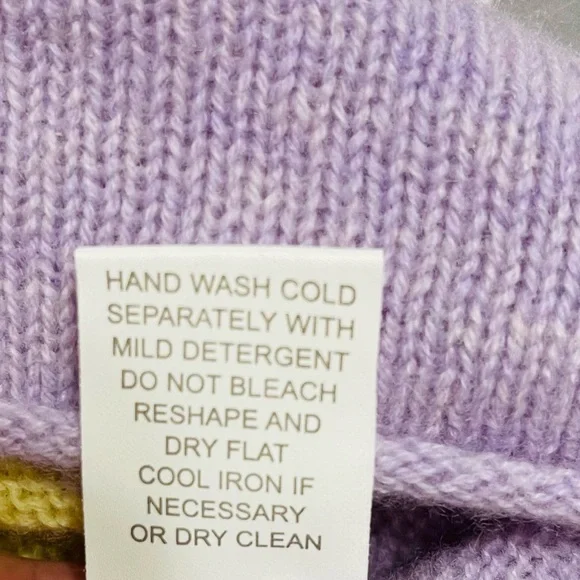 HAND WASH COLD
SEPARATELY WITH
MILD DETERGENT
DO NOT BLEACH
RESHAPE AND
DRY FLAT
COOL IRON IF
NECESSARY
OR DRY CLEAN